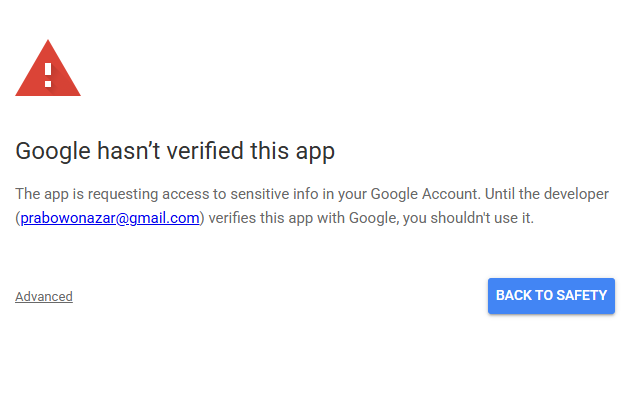 Google hasn’t verified this app
The app is requesting access to sensitive info in your Google Account. Until the developer
(prabowonazar@gmail.com) verifies this app with Google, you shouldn't use it.
Advanced
BACK TO SAFETY